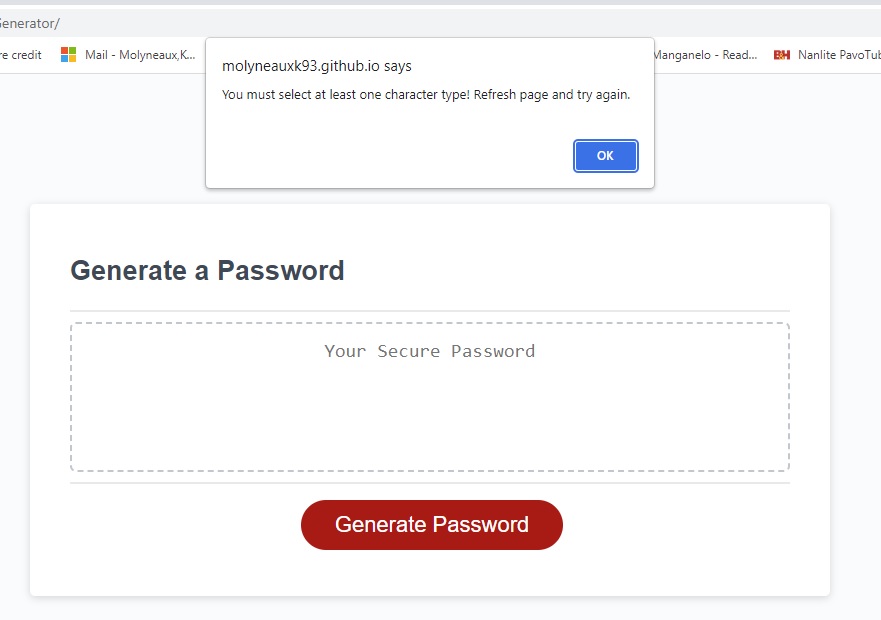 Generator/
re credit
Mail - Molyneaux,K...
Manganelo - Read...
B&H
Nanlite PavoTub
molyneauxk93.github.io says
You must select at least one character type! Refresh page and try again.
OK
Generate a Password
Your Secure Password
Generate Password